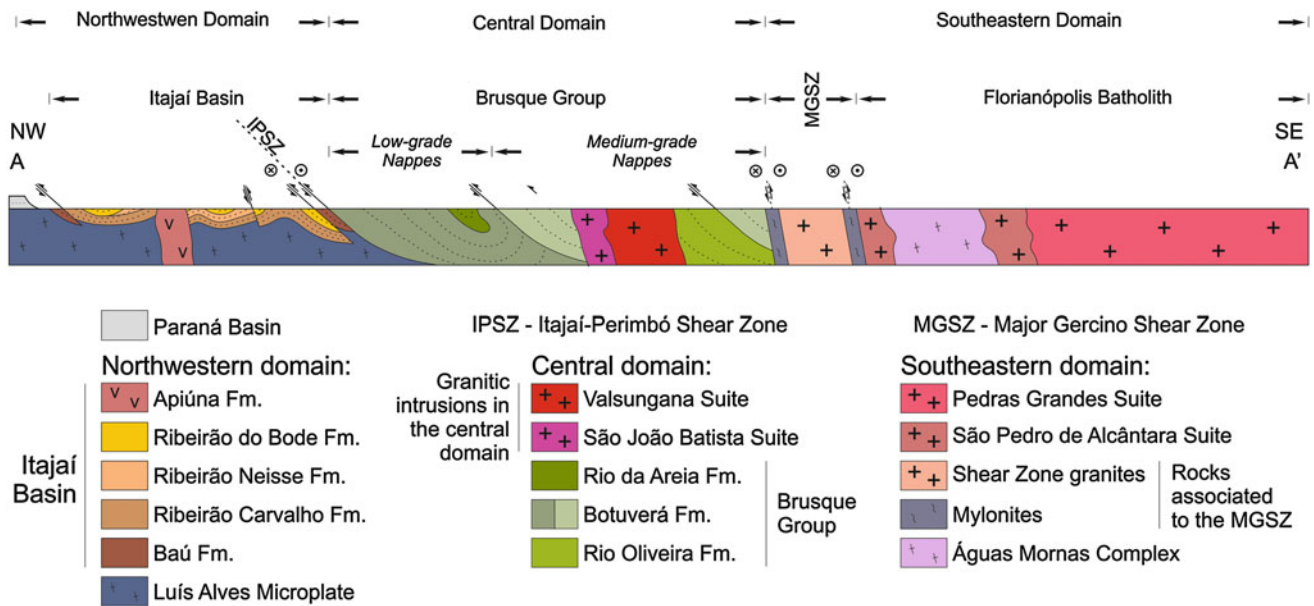 Northwestwen Domain Central Domain Southeastern Domain
Itajaí Basin Brusque Group MGSZ Florianópolis Batholith
IPSZ
NW Low-grade Nappes Medium-grade Nappes SE
A A'
Paraná Basin
IPSZ - Itajaí-Perimbó Shear Zone
MGSZ - Major Gercino Shear Zone
Northwestern domain:
Itajaí Basin
Apiúna Fm.
Ribeirão do Bode Fm.
Ribeirão Neisse Fm.
Ribeirão Carvalho Fm.
Baú Fm.
Luís Alves Microplate
Central domain:
Granitic
intrusions in
the central
domain
Valsungana Suite
São João Batista Suite
Rio da Areia Fm.
Botuverá Fm.
Rio Oliveira Fm.
Brusque
Group
Southeastern domain:
Pedras Grandes Suite
São Pedro de Alcântara Suite
Shear Zone granites
Mylonites
Rocks
associated
to the MGSZ
Águas Mornas Complex